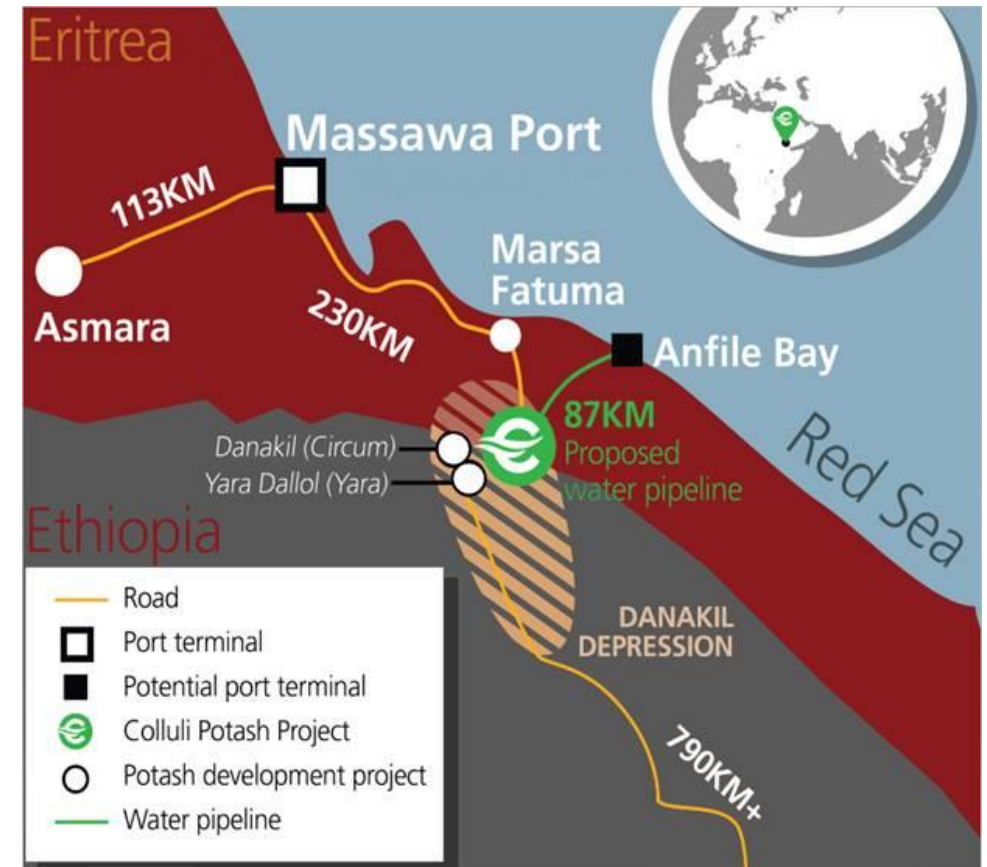 Eritrea
Massawa Port
113KM
Asmara
230KM
Marsa
Fatuma
Anfile Bay
87KM
Proposed
water pipeline
Danakil (Circum)
Yara Dallol (Yara)
Red Sea
Ethiopia
DANAKIL
DEPRESSION
790KM+
Road
Port terminal
Potential port terminal
Colluli Potash Project
Potash development project
Water pipeline